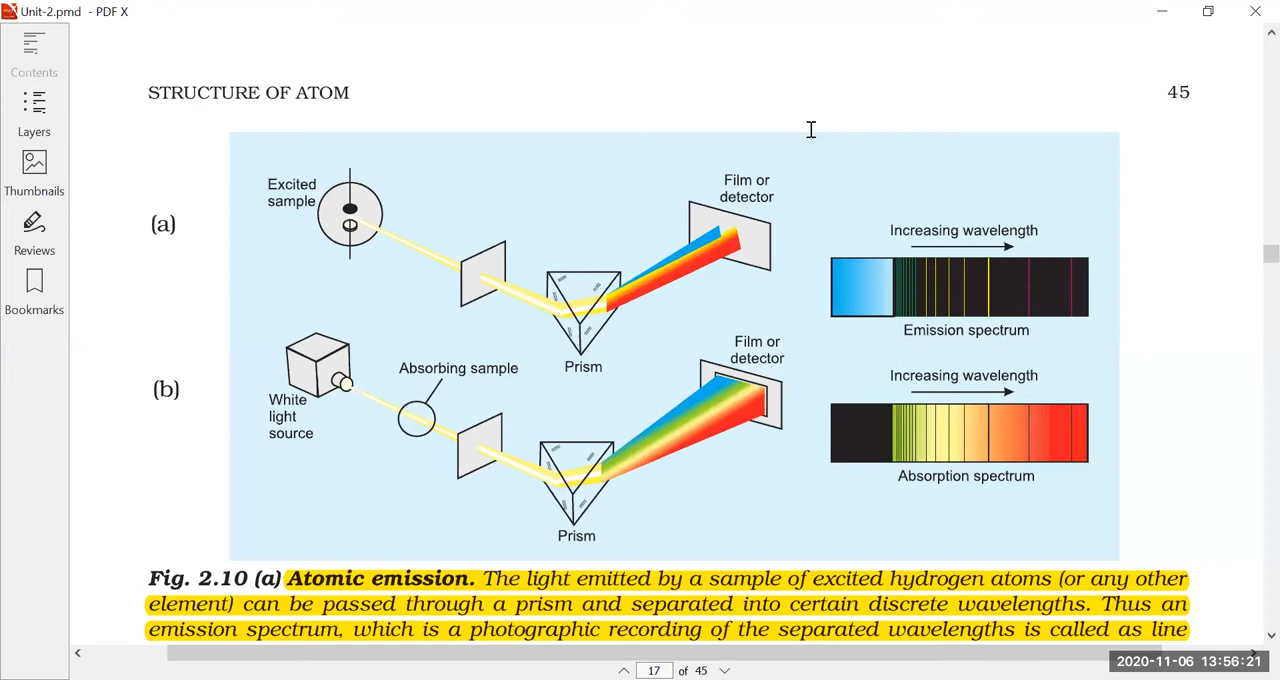 Unit-2.pmd - PDF X
Contents
Layers
Thumbnails
Reviews
Bookmarks
STRUCTURE OF ATOM 45
(a)
Excited
sample
Film or
detector
Prism
Increasing wavelength
Emission spectrum
(b)
White
light
source
Absorbing sample
Film or
detector
Prism
Increasing wavelength
Absorption spectrum
Fig. 2.10 (a) Atomic emission. The light emitted by a sample of excited hydrogen atoms (or any other
element) can be passed through a prism and separated into certain discrete wavelengths. Thus an
emission spectrum, which is a photographic recording of the separated wavelengths is called as line
17 of 45
2020-11-06 13:56:21